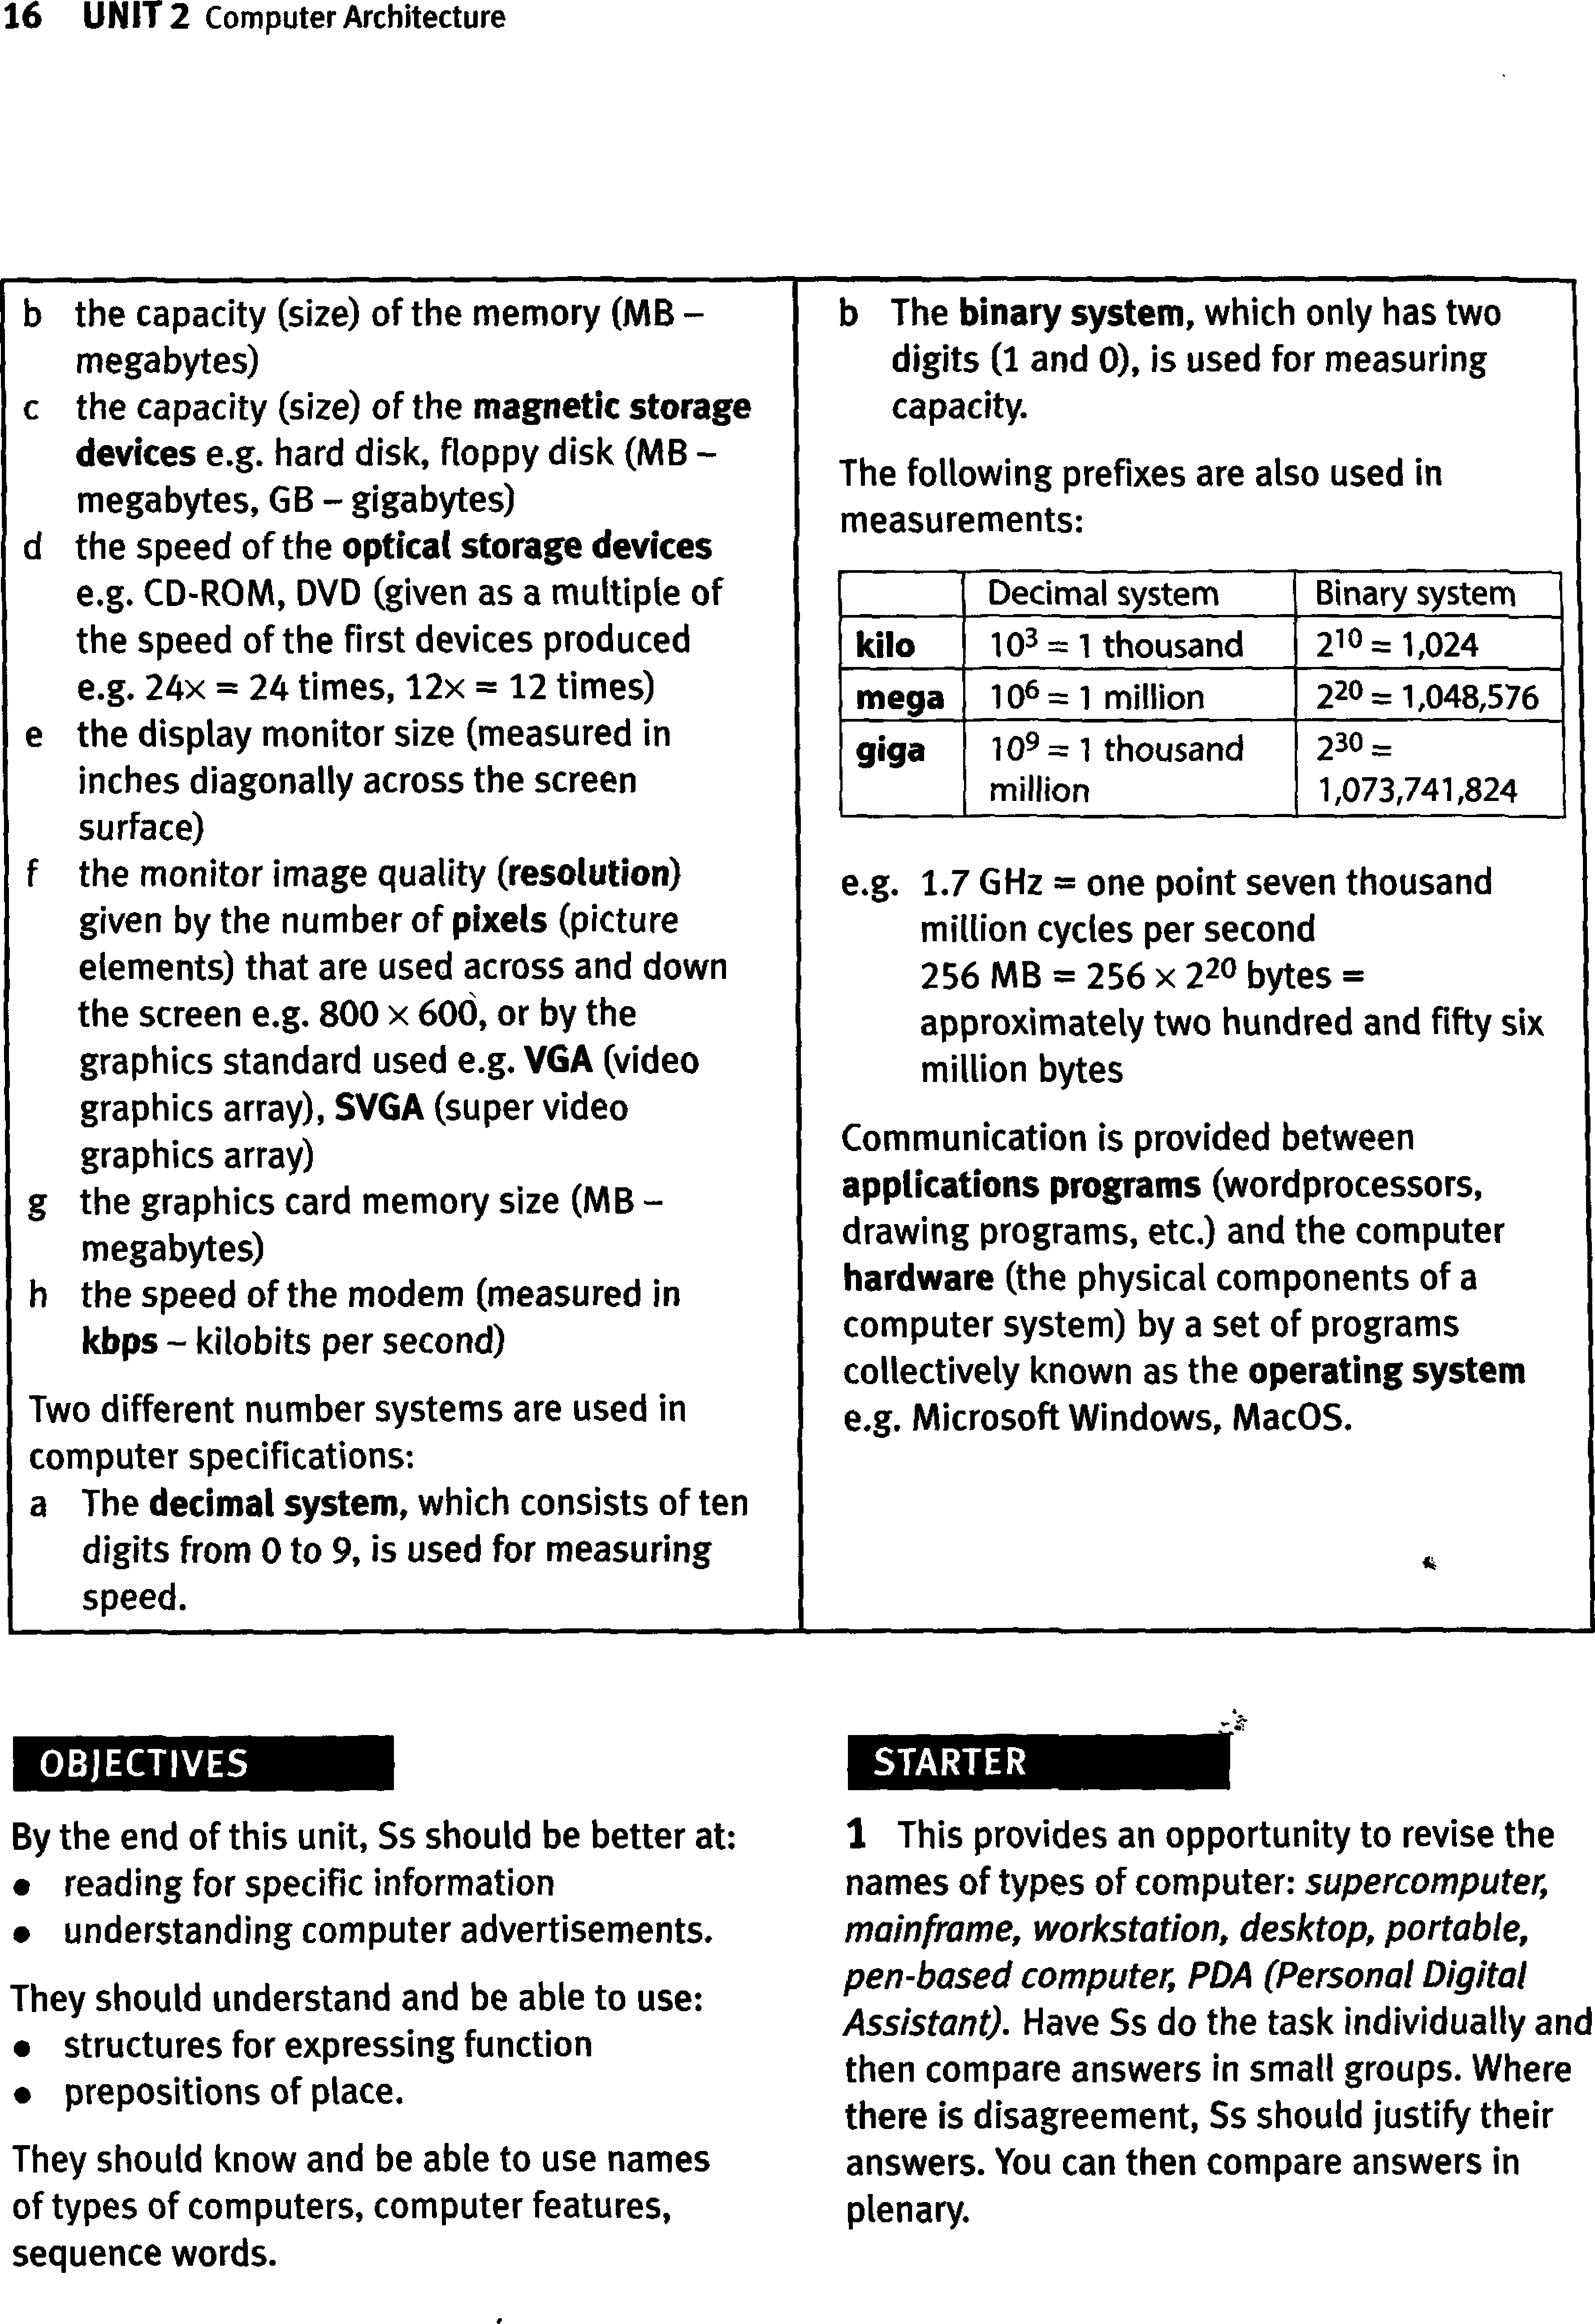 16 UNIT 2 Computer Architecture
b the capacity (size) of the memory (MB –
megabytes)
c the capacity (size) of the magnetic storage
devices e.g. hard disk, floppy disk (MB –
megabytes, GB – gigabytes)
d the speed of the optical storage devices
e.g. CD-ROM, DVD (given as a multiple of
the speed of the first devices produced
e.g. 24x = 24 times, 12x = 12 times)
e the display monitor size (measured in
inches diagonally across the screen
surface)
f the monitor image quality (resolution)
given by the number of pixels (picture
elements) that are used across and down
the screen e.g. 800 x 600, or by the
graphics standard used e.g. VGA (video
graphics array), SVGA (super video
graphics array)
g the graphics card memory size (MB –
megabytes)
h the speed of the modem (measured in
kbps – kilobits per second)
Two different number systems are used in
computer specifications:
a The decimal system, which consists of ten
digits from 0 to 9, is used for measuring
speed.
b The binary system, which only has two
digits (1 and 0), is used for measuring
capacity.
The following prefixes are also used in
measurements:
Decimal system Binary system
kilo 10³ = 1 thousand 2¹⁰ = 1,024
mega 10⁶ = 1 million 2²⁰ = 1,048,576
giga 10⁹ = 1 thousand 2³⁰ =
million 1,073,741,824
e.g. 1.7 GHz = one point seven thousand
million cycles per second
256 MB = 256 x 2²⁰ bytes =
approximately two hundred and fifty six
million bytes
Communication is provided between
applications programs (wordprocessors,
drawing programs, etc.) and the computer
hardware (the physical components of a
computer system) by a set of programs
collectively known as the operating system
e.g. Microsoft Windows, MacOS.
OBJECTIVES
By the end of this unit, Ss should be better at:
• reading for specific information
• understanding computer advertisements.
They should understand and be able to use:
• structures for expressing function
• prepositions of place.
They should know and be able to use names
of types of computers, computer features,
sequence words.
STARTER
1 This provides an opportunity to revise the
names of types of computer: supercomputer,
mainframe, workstation, desktop, portable,
pen-based computer, PDA (Personal Digital
Assistant). Have Ss do the task individually and
then compare answers in small groups. Where
there is disagreement, Ss should justify their
answers. You can then compare answers in
plenary.